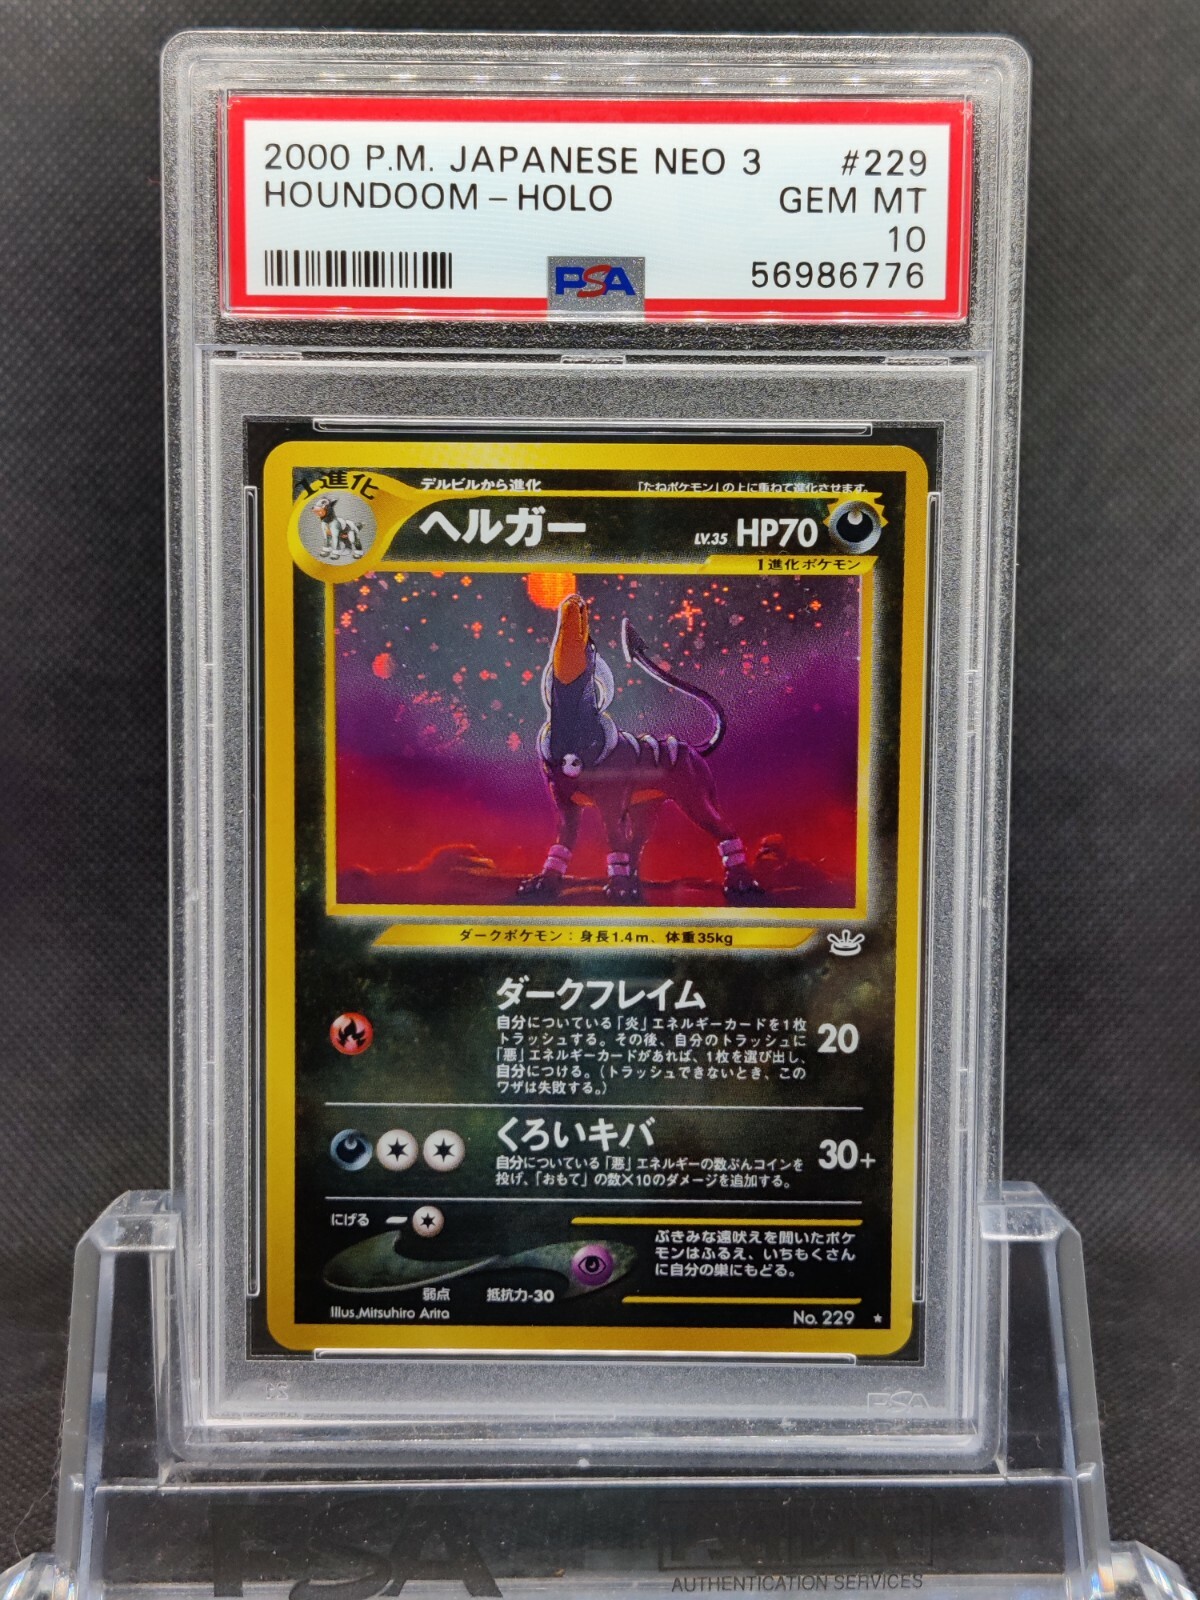 2000 P.M. JAPANESE NEO 3 #229
HOUNDOOM – HOLO GEM MT
10
56986776
PSA
1進化
デルビルから進化 「たねポケモン」の上に重ねて進化させます。
ヘルガー LV.35 HP70
1進化ポケモン
ダークポケモン：身長1.4m、体重35kg
ダークフレイム
自分についている「炎」エネルギーカードを1枚
トラッシュする。その後、自分のトラッシュに
「悪」エネルギーカードがあれば、1枚を選び出し、
自分につける。（トラッシュできないとき、この
ワザは失敗する。）
20
くろいキバ
自分についている「悪」エネルギーの数ぶんコインを
投げ、「おもて」の数×10のダメージを追加する。
30+
にげる
弱点 抵抗力-30
ぶきみな遠吠えを聞いたポケ
モンはふるえ、いちもくさん
に自分の巣にもどる。
Illus.Mitsuhiro Arita No. 229 ★
PSA
PSA
AUTHENTICATION SERVICES